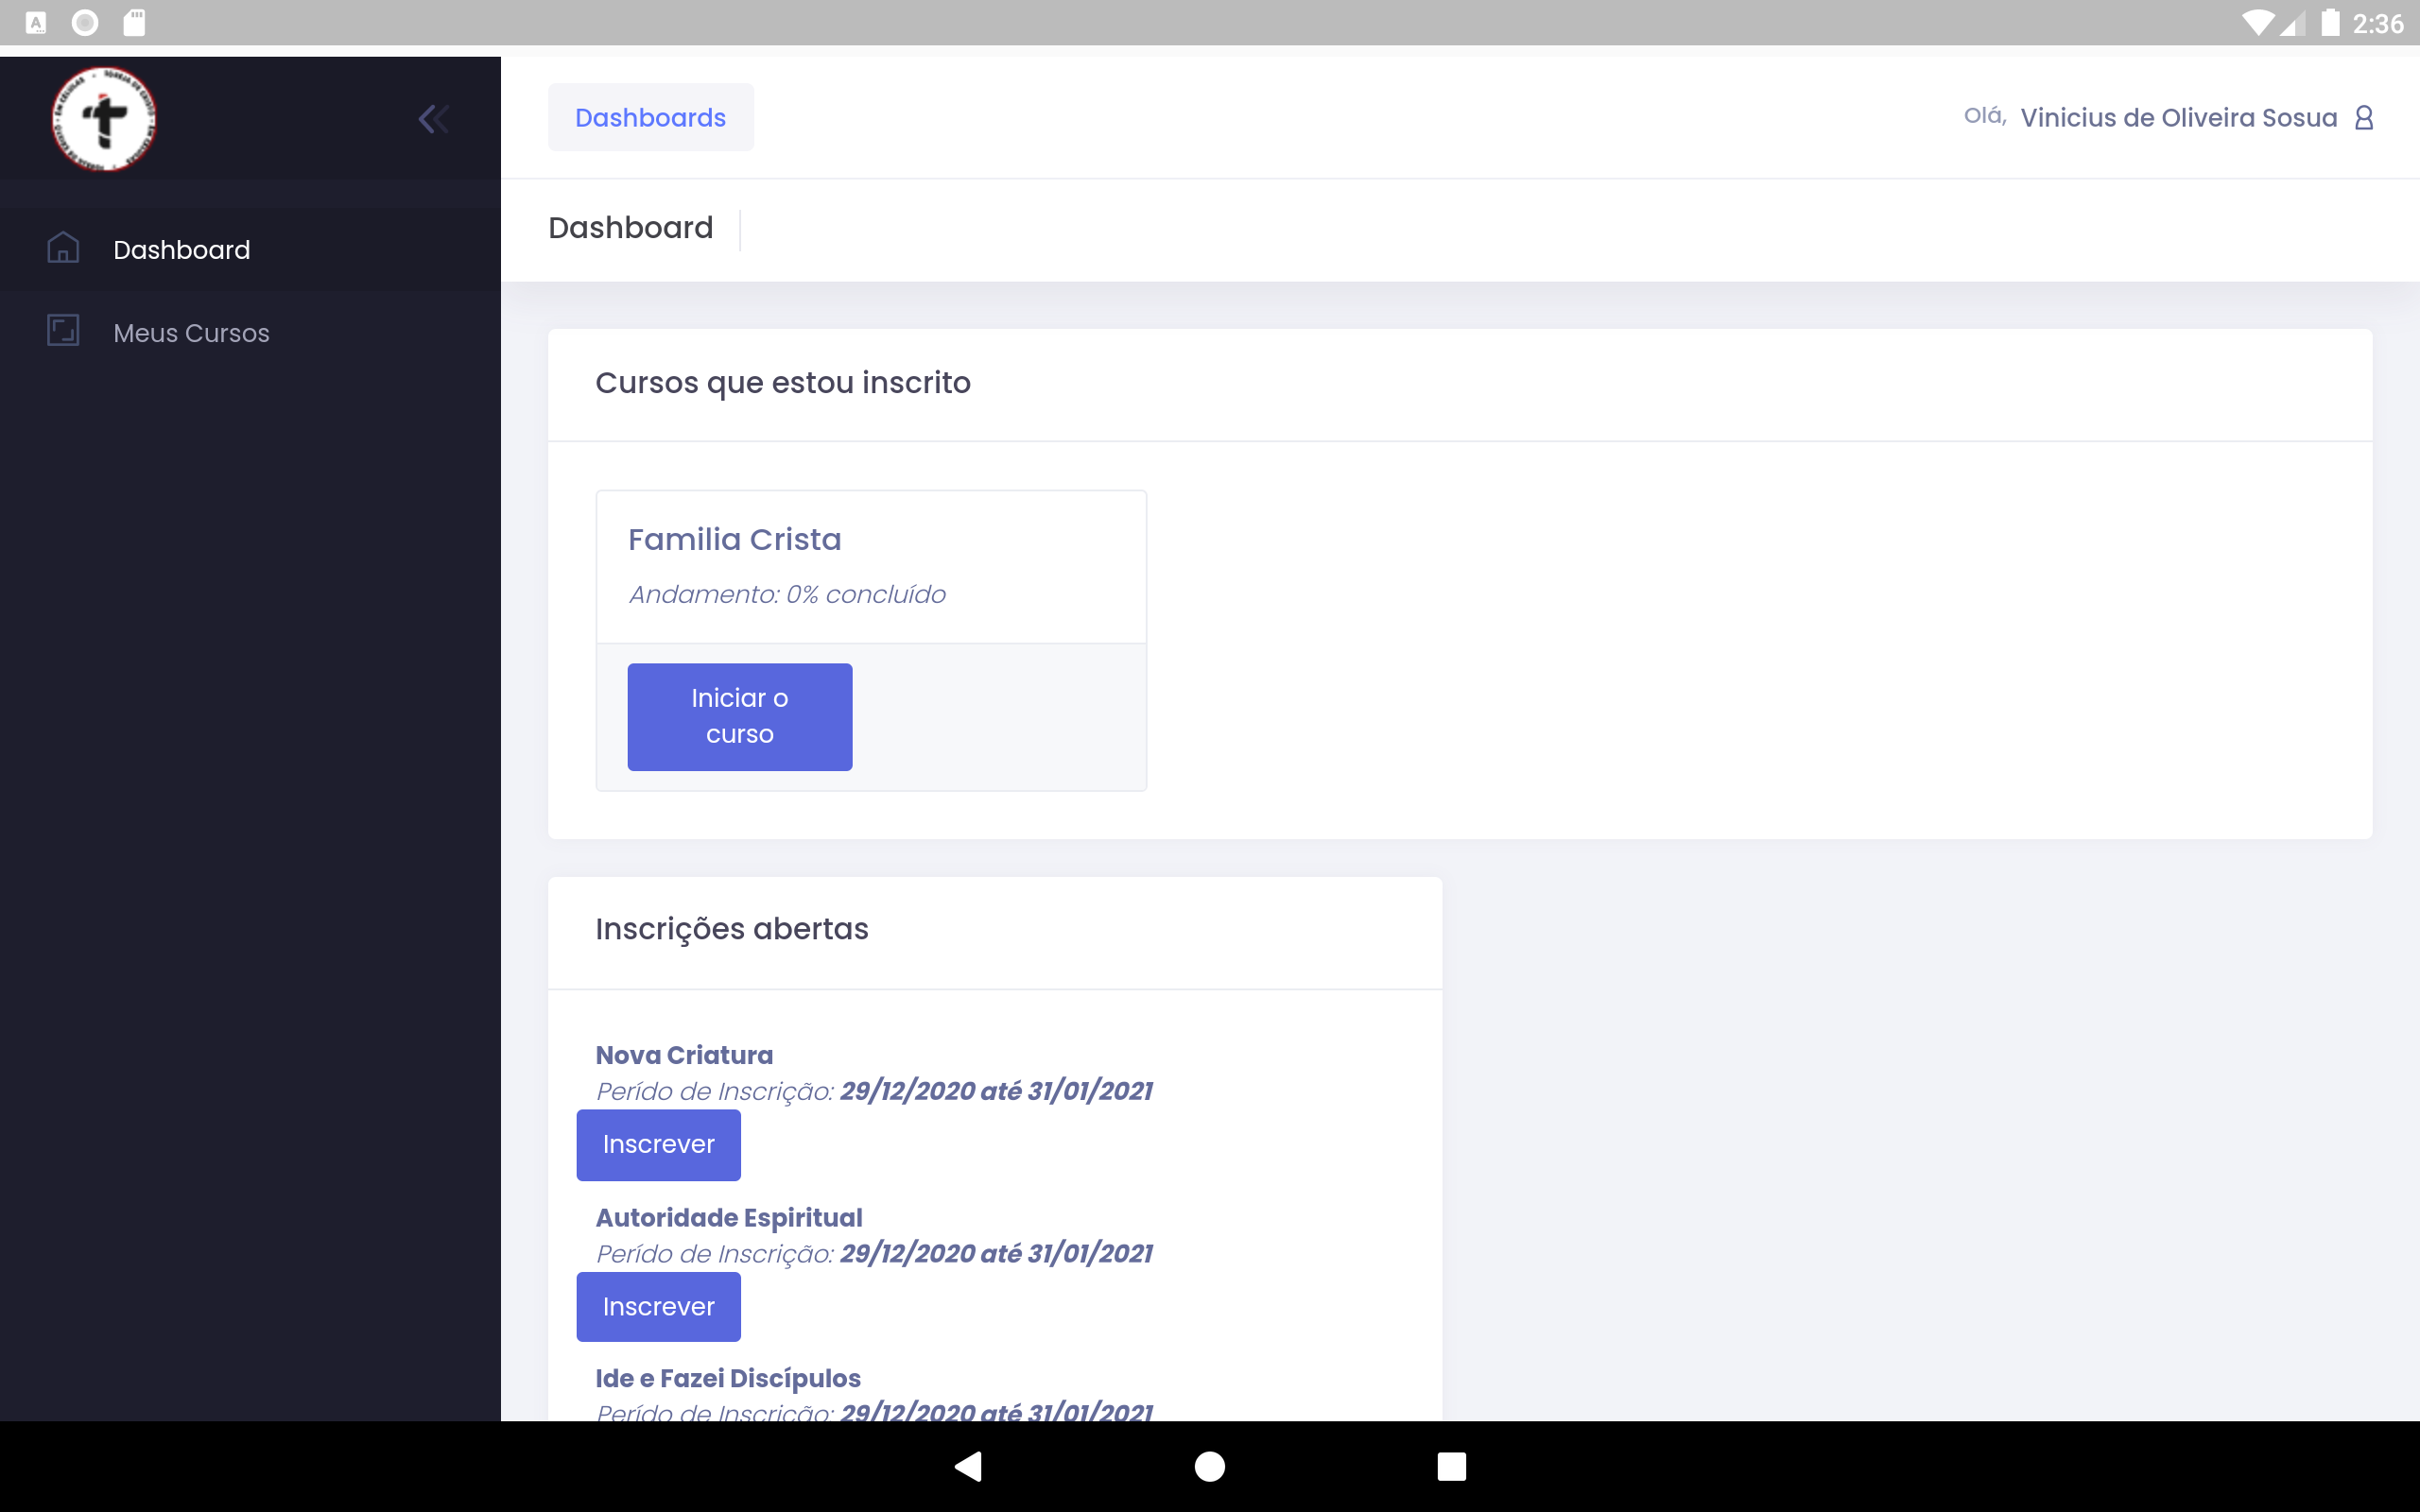 2:36
Dashboards
Olá, Vinicius de Oliveira Sosua
Dashboard
Dashboard
Meus Cursos
Cursos que estou inscrito
Familia Crista
Andamento: 0% concluído
Iniciar o
curso
Inscrições abertas
Nova Criatura
Perído de Inscrição: 29/12/2020 até 31/01/2021
Inscrever
Autoridade Espiritual
Perído de Inscrição: 29/12/2020 até 31/01/2021
Inscrever
Ide e Fazei Discípulos
Perído de Inscrição: 29/12/2020 até 31/01/2021